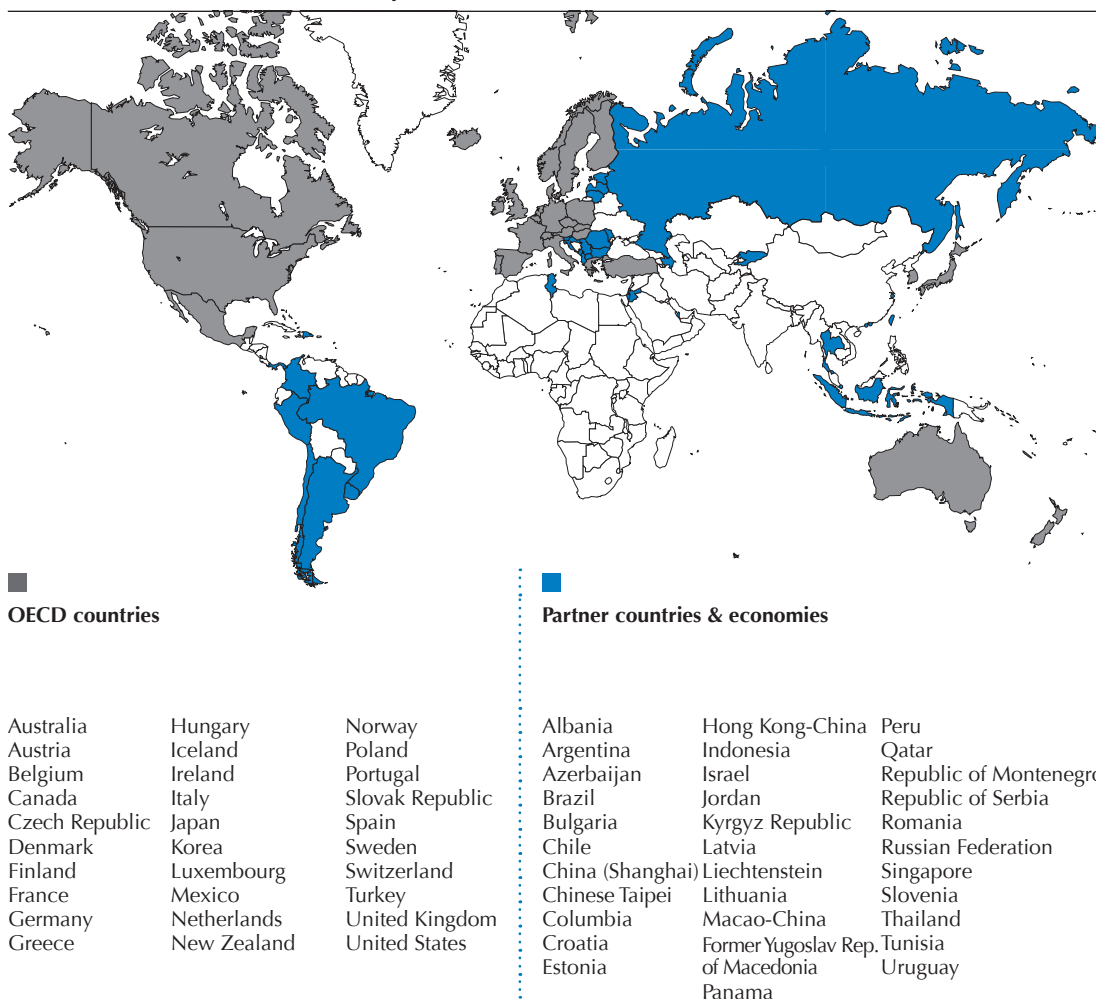 OECD countries
Australia
Austria
Belgium
Canada
Czech Republic
Denmark
Finland
France
Germany
Greece
Hungary
Iceland
Ireland
Italy
Japan
Korea
Luxembourg
Mexico
Netherlands
New Zealand
Norway
Poland
Portugal
Slovak Republic
Spain
Sweden
Switzerland
Turkey
United Kingdom
United States
Partner countries & economies
Albania
Argentina
Azerbaijan
Brazil
Bulgaria
Chile
China (Shanghai)
Chinese Taipei
Columbia
Croatia
Estonia
Hong Kong-China
Indonesia
Israel
Jordan
Kyrgyz Republic
Latvia
Liechtenstein
Lithuania
Macao-China
Former Yugoslav Rep.
of Macedonia
Panama
Peru
Qatar
Republic of Montenegro
Republic of Serbia
Romania
Russian Federation
Singapore
Slovenia
Thailand
Tunisia
Uruguay